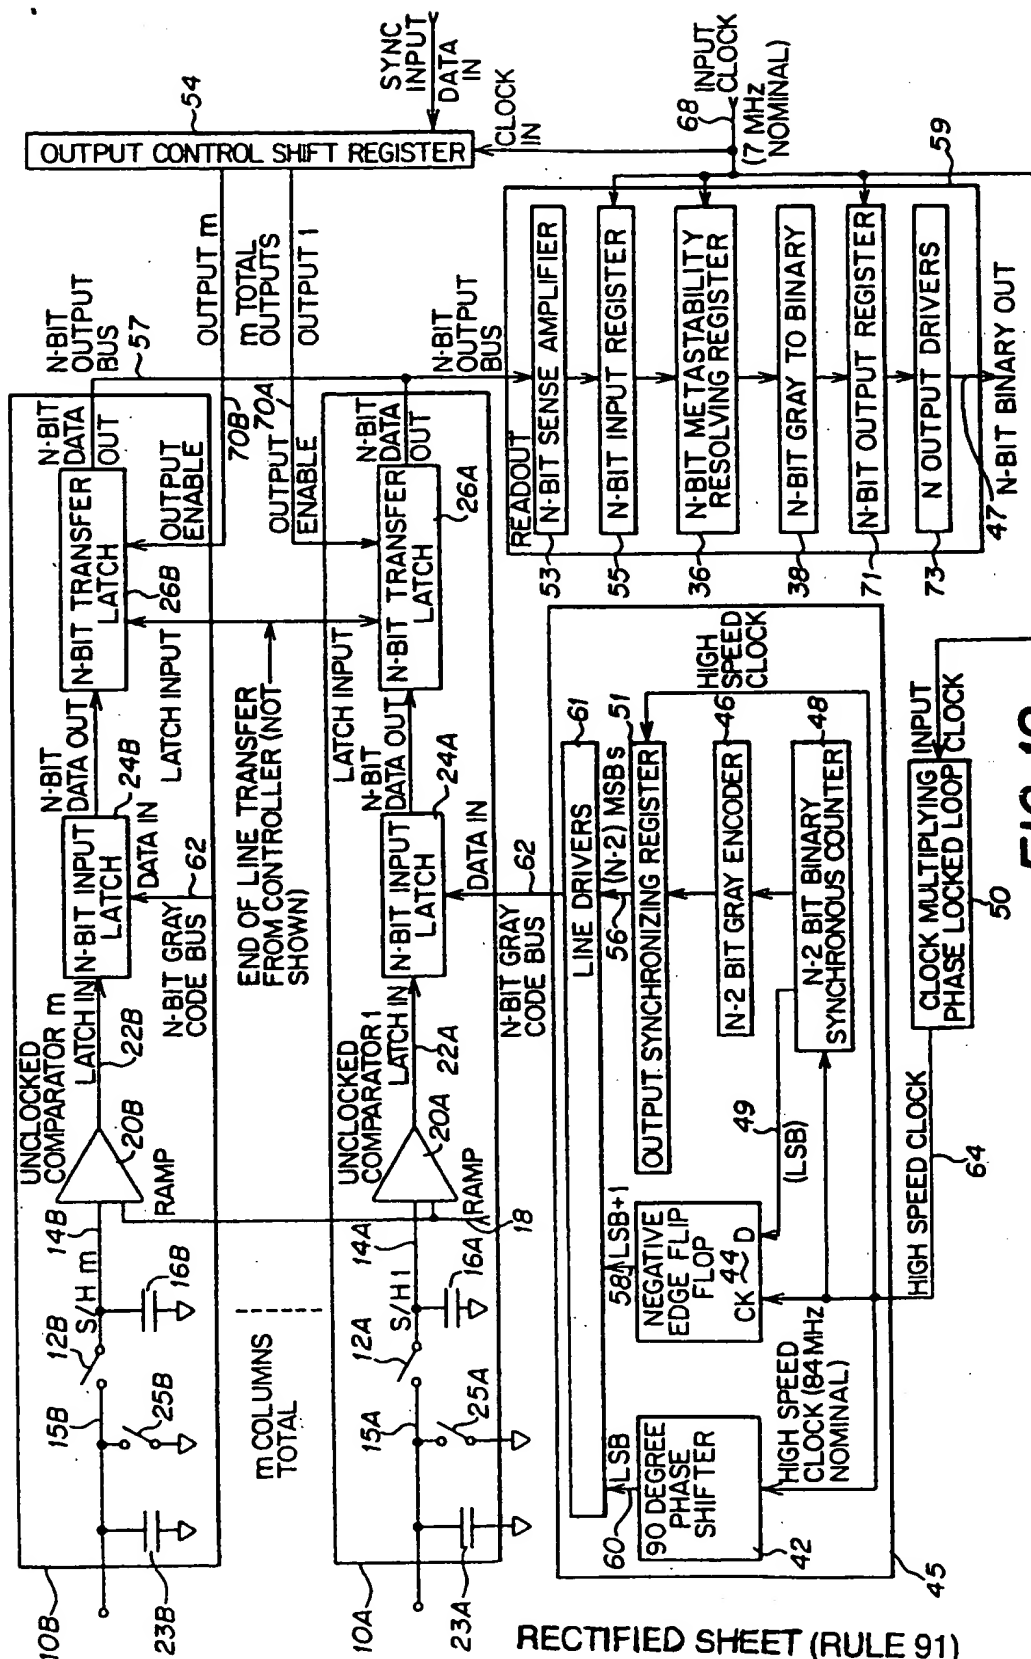 10B
23B
15B
25B
12B
S/H m
16B
14B
UNCLOCKED
COMPARATOR m
20B
RAMP
LATCH IN
22B
N-BIT INPUT
LATCH
24B
DATA IN
62
N-BIT GRAY
CODE BUS
N-BIT
DATA OUT
N-BIT TRANSFER
LATCH
26B
LATCH INPUT
OUTPUT
ENABLE
N-BIT
DATA
OUT
N-BIT
OUTPUT
BUS
57
m COLUMNS
TOTAL
END OF LINE TRANSFER
FROM CONTROLLER (NOT
SHOWN)
70B
70A
OUTPUT m
m TOTAL
OUTPUTS
OUTPUT 1
OUTPUT CONTROL SHIFT REGISTER
54
SYNC
INPUT
DATA
IN
CLOCK
IN
10A
23A
15A
25A
12A
S/H 1
16A
14A
UNCLOCKED
COMPARATOR 1
20A
RAMP
18
LATCH IN
22A
N-BIT INPUT
LATCH
24A
DATA IN
62
N-BIT GRAY
CODE BUS
N-BIT
DATA OUT
LATCH INPUT
N-BIT TRANSFER
LATCH
26A
OUTPUT
ENABLE
N-BIT
DATA
OUT
N-BIT
OUTPUT
BUS
45
LINE DRIVERS
61
60
LSB
90 DEGREE
PHASE
SHIFTER
42
HIGH SPEED
CLOCK (84 MHz
NOMINAL)
58
LSB+1
NEGATIVE
EDGE FLIP
FLOP
44
CK
D
49
(LSB)
56
(N-2) MSBs
51
OUTPUT SYNCHRONIZING REGISTER
N-2 BIT GRAY ENCODER
46
N-2 BIT BINARY
SYNCHRONOUS COUNTER
48
HIGH
SPEED
CLOCK
HIGH SPEED CLOCK
64
CLOCK MULTIPLYING
PHASE LOCKED LOOP
50
INPUT
CLOCK
READOUT
53
N-BIT SENSE AMPLIFIER
55
N-BIT INPUT REGISTER
36
N-BIT METASTABILITY
RESOLVING REGISTER
38
N-BIT GRAY TO BINARY
71
N-BIT OUTPUT REGISTER
73
N OUTPUT DRIVERS
47
N-BIT BINARY OUT
59
68
INPUT
CLOCK
(7 MHz
NOMINAL)
RECTIFIED SHEET (RULE 91)